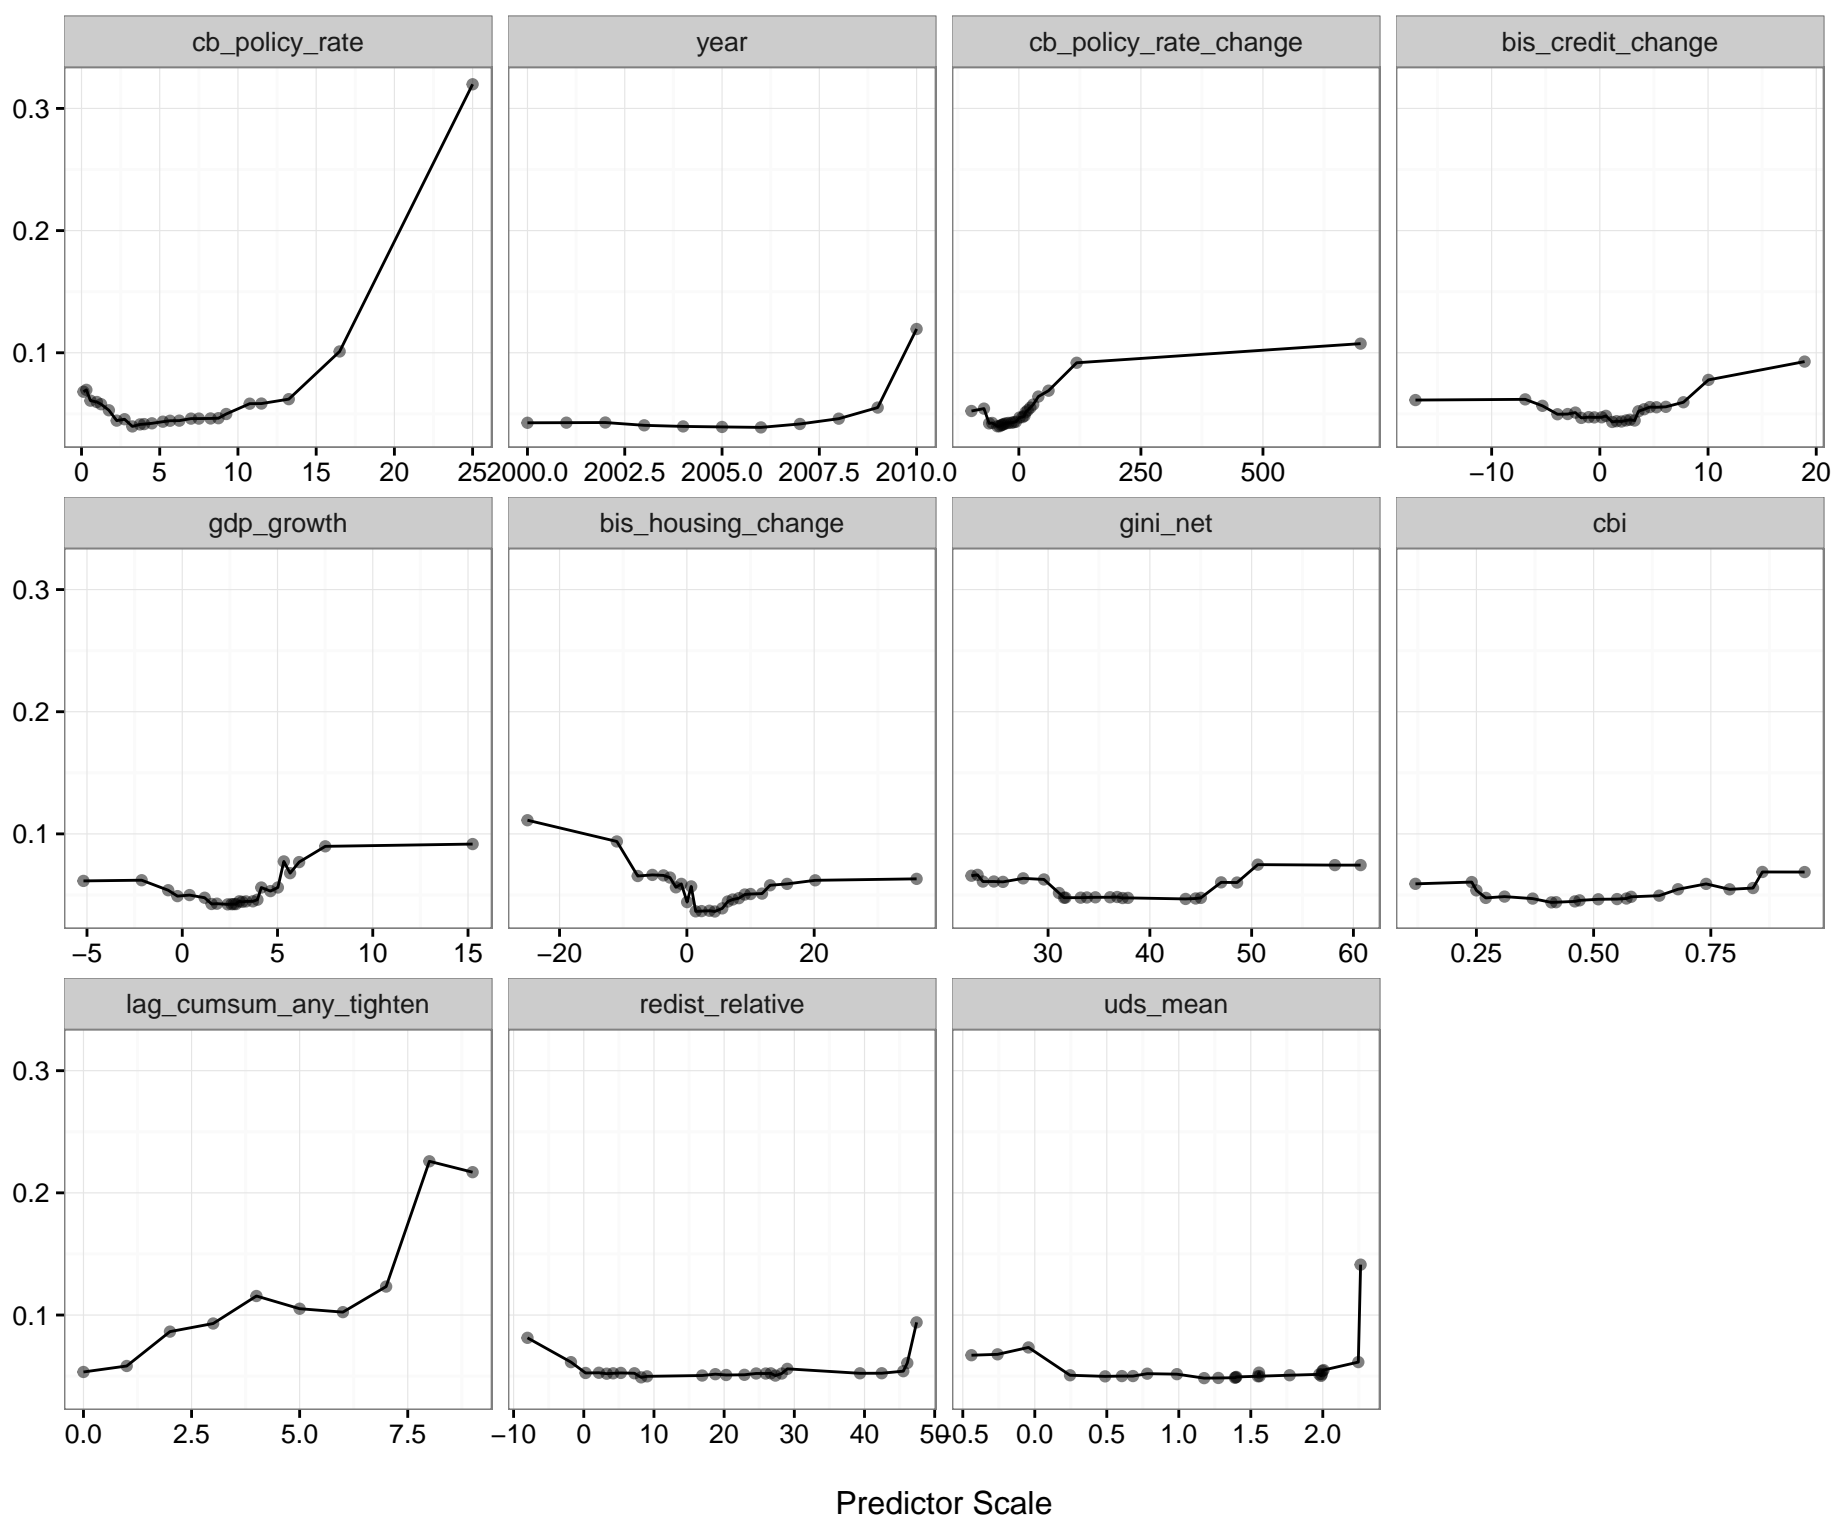 cb_policy_rate year cb_policy_rate_change bis_credit_change
0.3
0.2
0.1
0 5 10 15 20 25 2000.0 2002.5 2005.0 2007.5 2010.0 0 250 500 −10 0 10 20
gdp_growth bis_housing_change gini_net cbi
0.3
0.2
0.1
−5 0 5 10 15 −20 0 20 30 40 50 60 0.25 0.50 0.75
lag_cumsum_any_tighten redist_relative uds_mean
0.3
0.2
0.1
0.0 2.5 5.0 7.5 −10 0 10 20 30 40 50 −0.5 0.0 0.5 1.0 1.5 2.0
Predictor Scale